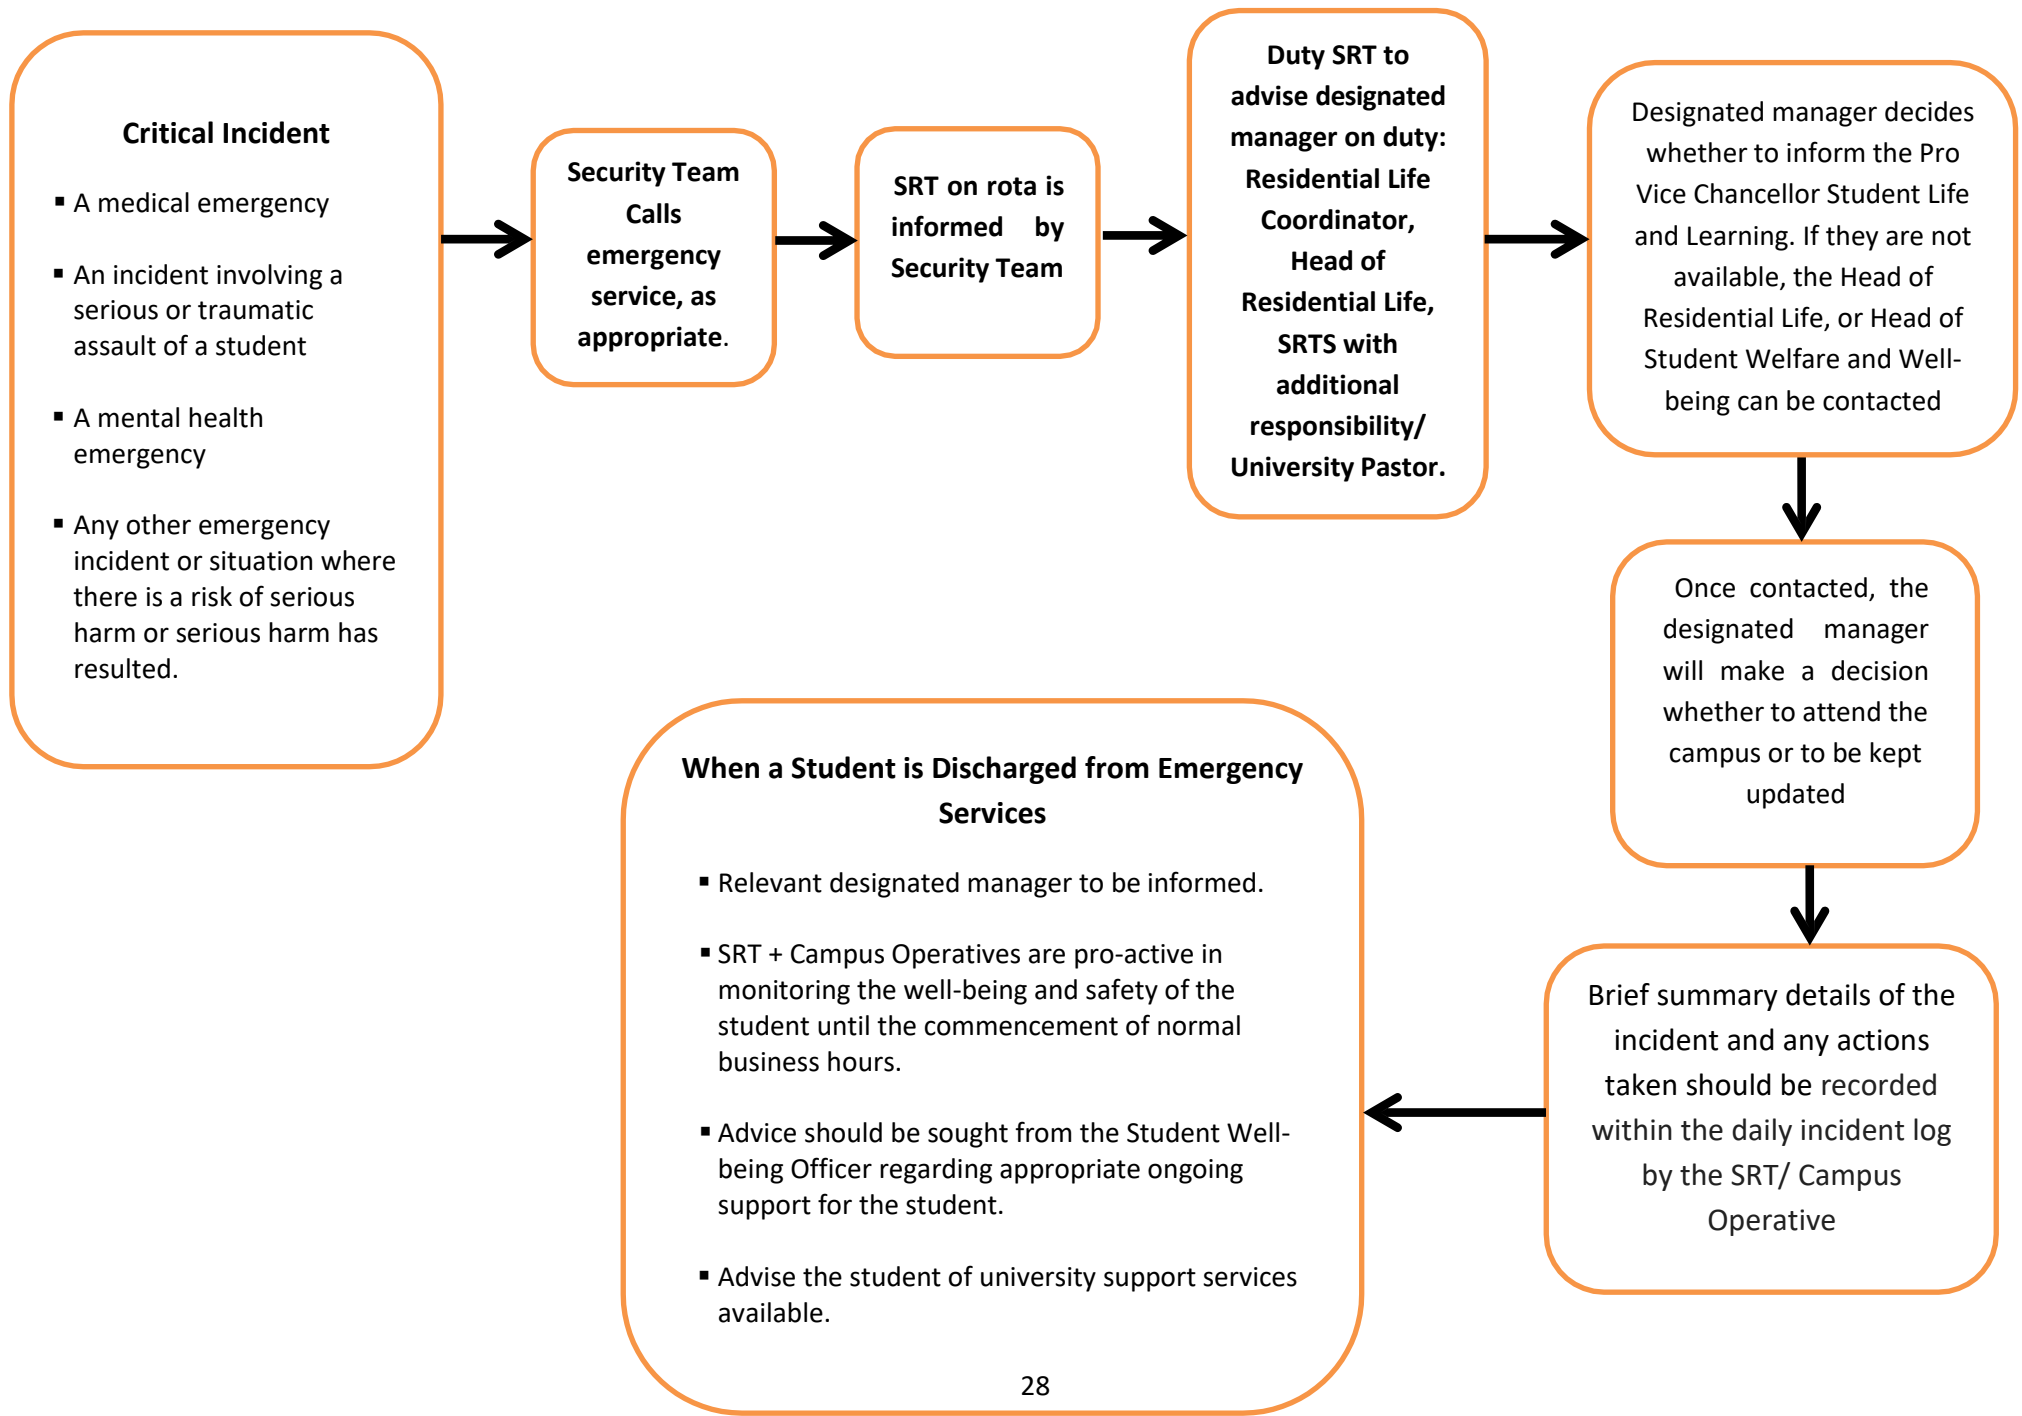 Critical Incident
▪ A medical emergency
▪ An incident involving a
serious or traumatic
assault of a student
▪ A mental health
emergency
▪ Any other emergency
incident or situation where
there is a risk of serious
harm or serious harm has
resulted.
Security Team
Calls
emergency
service, as
appropriate.
SRT on rota is
informed by
Security Team
Duty SRT to
advise designated
manager on duty:
Residential Life
Coordinator,
Head of
Residential Life,
SRTS with
additional
responsibility/
University Pastor.
Designated manager decides
whether to inform the Pro
Vice Chancellor Student Life
and Learning. If they are not
available, the Head of
Residential Life, or Head of
Student Welfare and Well-
being can be contacted
Once contacted, the
designated manager
will make a decision
whether to attend the
campus or to be kept
updated
Brief summary details of the
incident and any actions
taken should be recorded
within the daily incident log
by the SRT/ Campus
Operative
When a Student is Discharged from Emergency
Services
▪ Relevant designated manager to be informed.
▪ SRT + Campus Operatives are pro-active in
monitoring the well-being and safety of the
student until the commencement of normal
business hours.
▪ Advice should be sought from the Student Well-
being Officer regarding appropriate ongoing
support for the student.
▪ Advise the student of university support services
available.
28